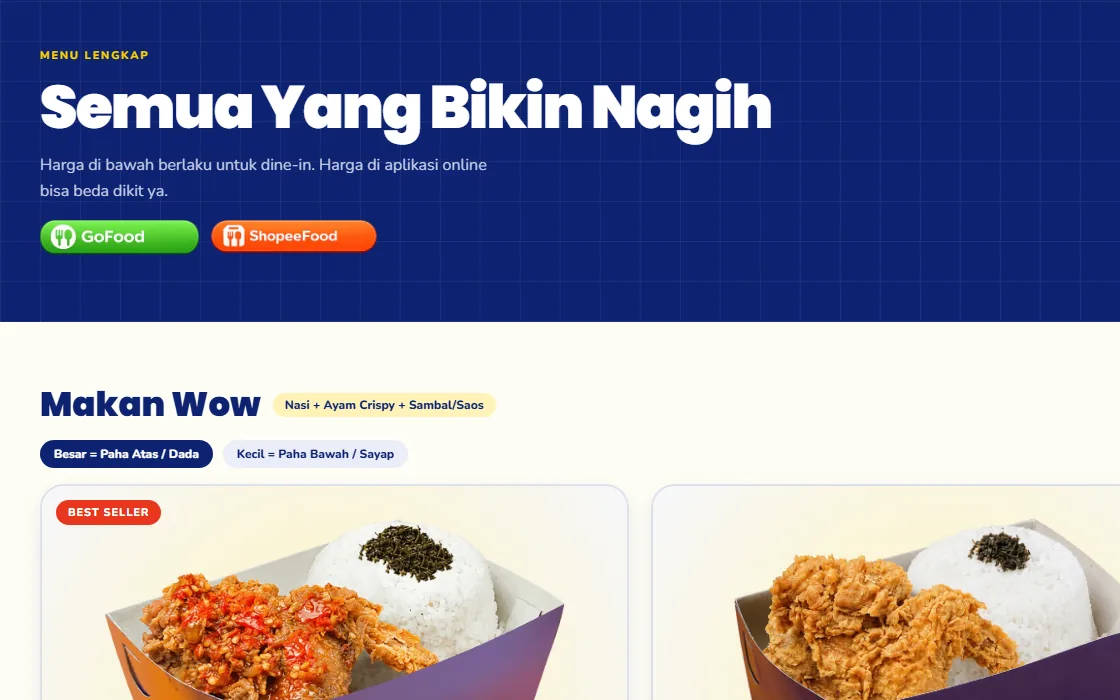 MENU LENGKAP
Semua Yang Bikin Nagih
Harga di bawah berlaku untuk dine-in. Harga di aplikasi online
bisa beda dikit ya.
GoFood
ShopeeFood
Makan Wow
Nasi + Ayam Crispy + Sambal/Saos
Besar = Paha Atas / Dada
Kecil = Paha Bawah / Sayap
BEST SELLER